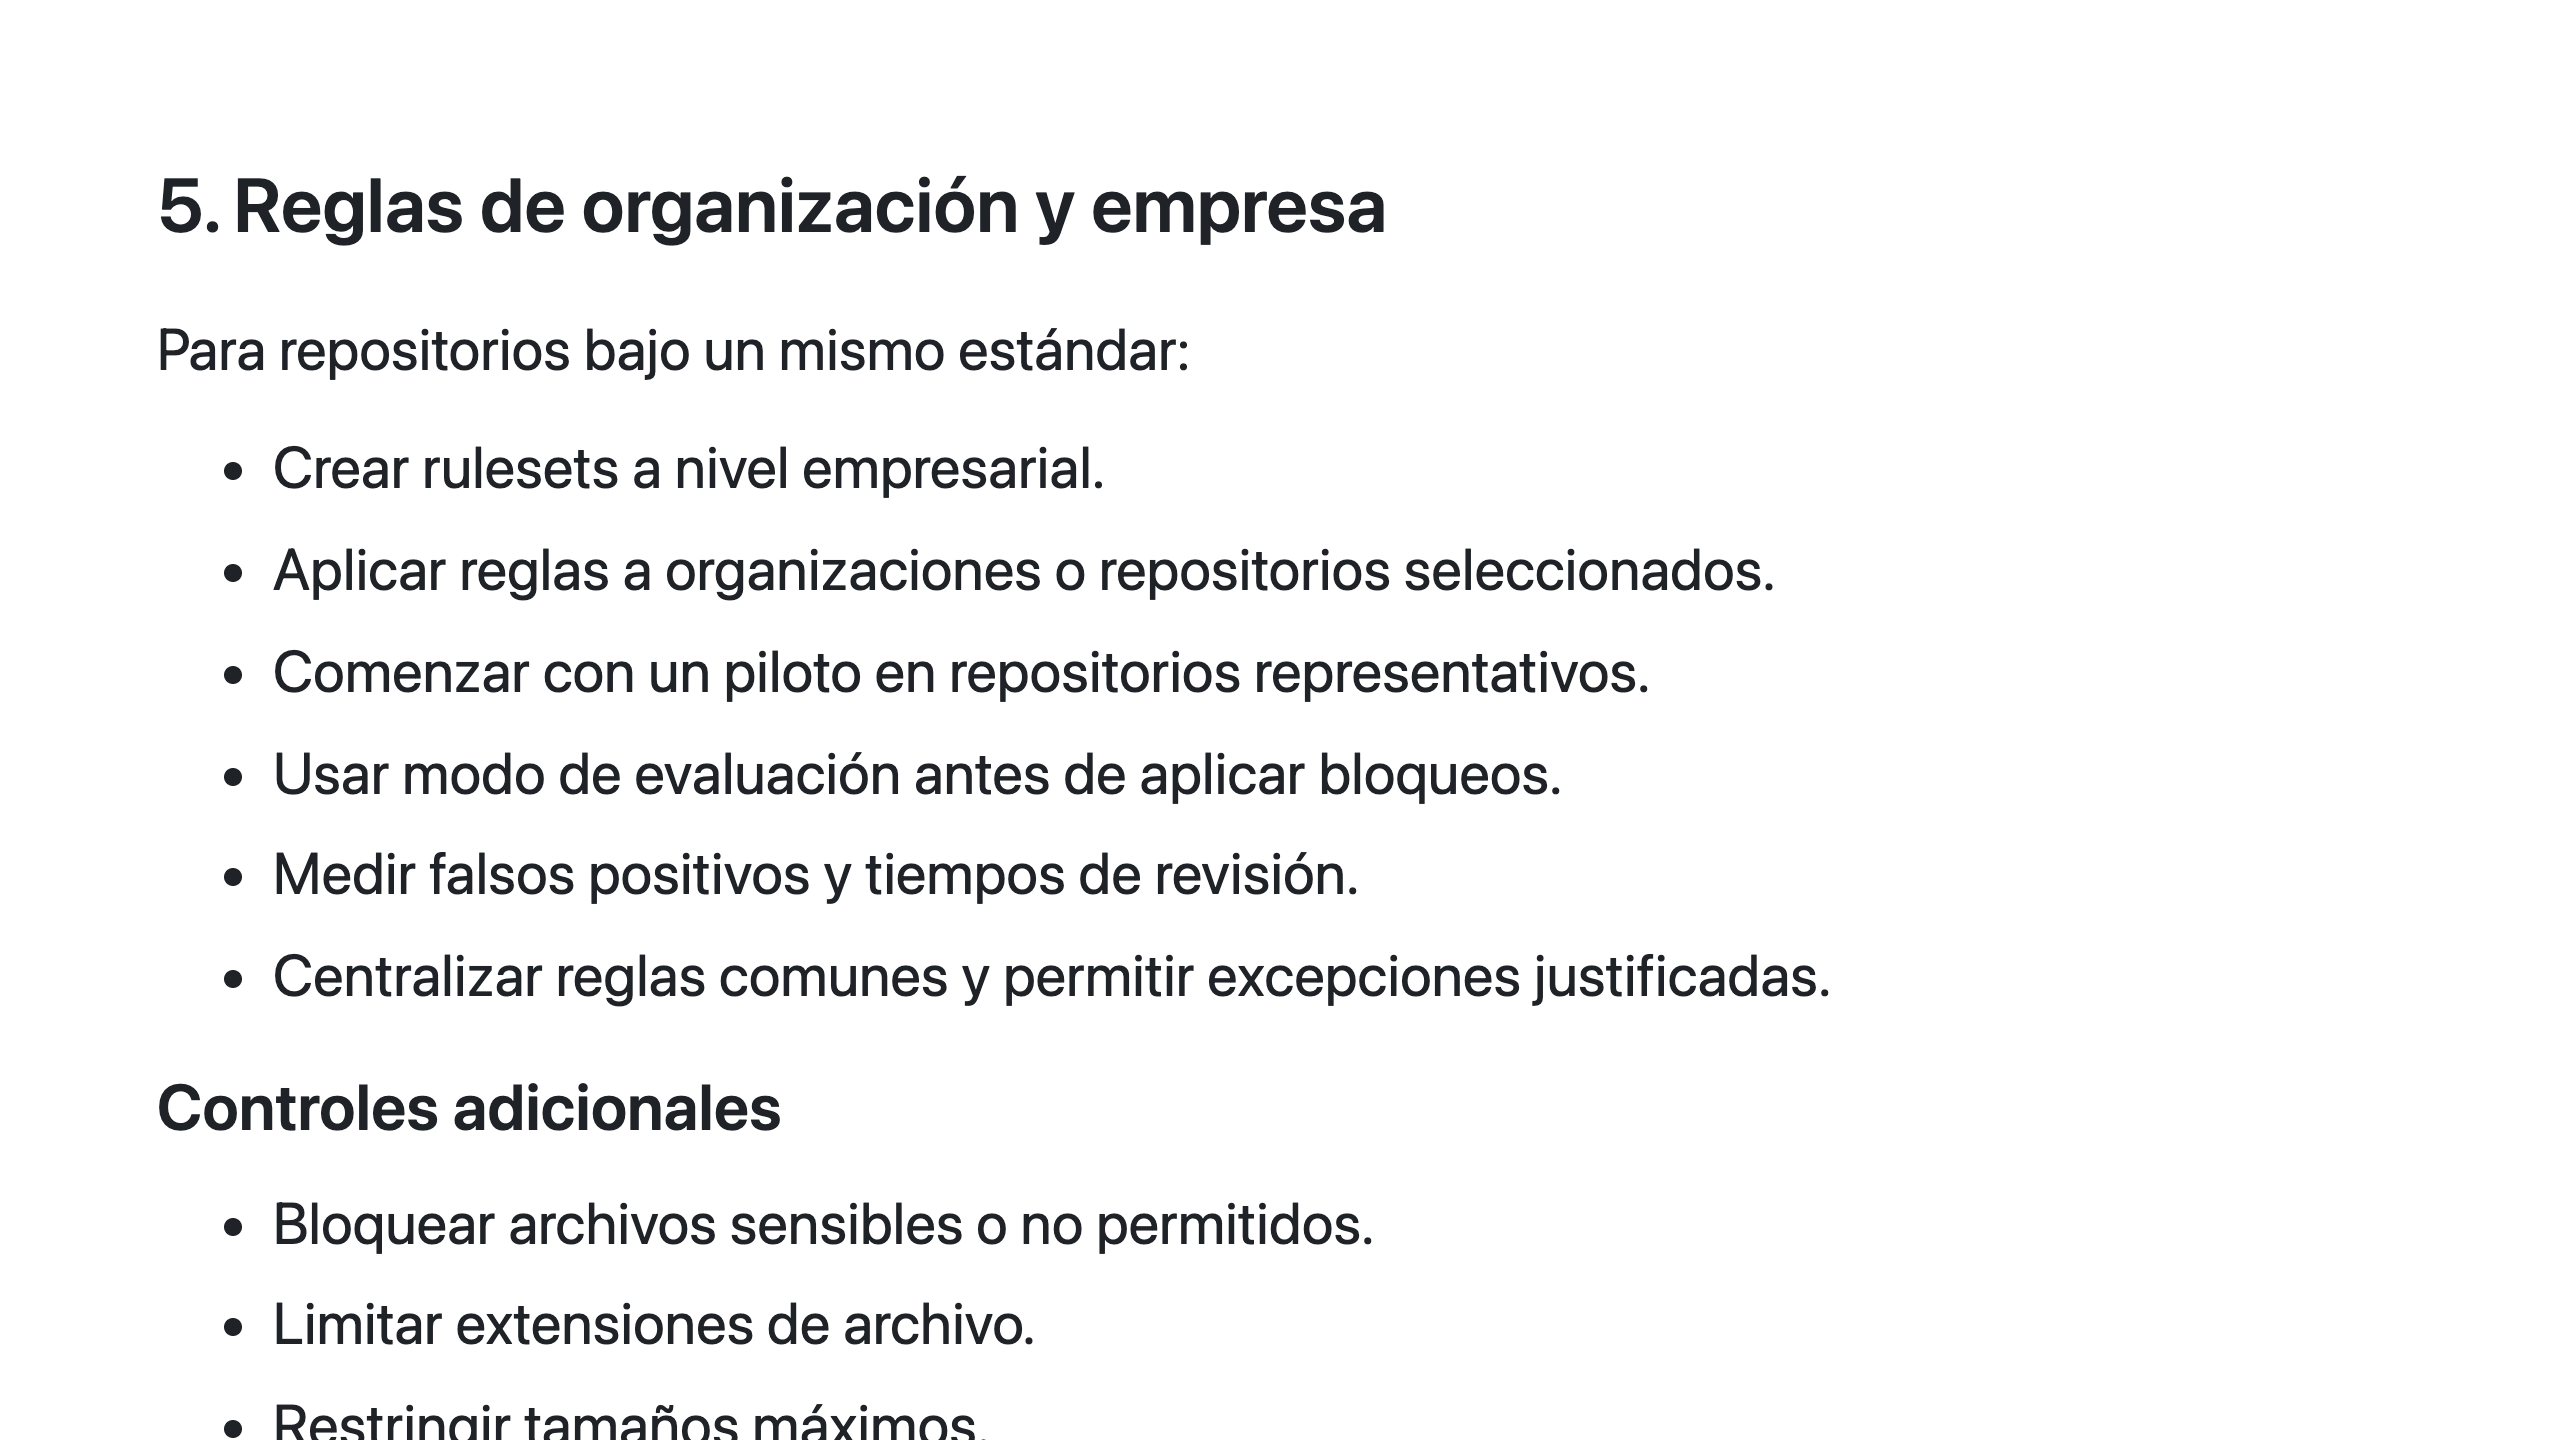 5. Reglas de organización y empresa
Para repositorios bajo un mismo estándar:
• Crear rulesets a nivel empresarial.
• Aplicar reglas a organizaciones o repositorios seleccionados.
• Comenzar con un piloto en repositorios representativos.
• Usar modo de evaluación antes de aplicar bloqueos.
• Medir falsos positivos y tiempos de revisión.
• Centralizar reglas comunes y permitir excepciones justificadas.
Controles adicionales
• Bloquear archivos sensibles o no permitidos.
• Limitar extensiones de archivo.
• Restringir tamaños máximos.